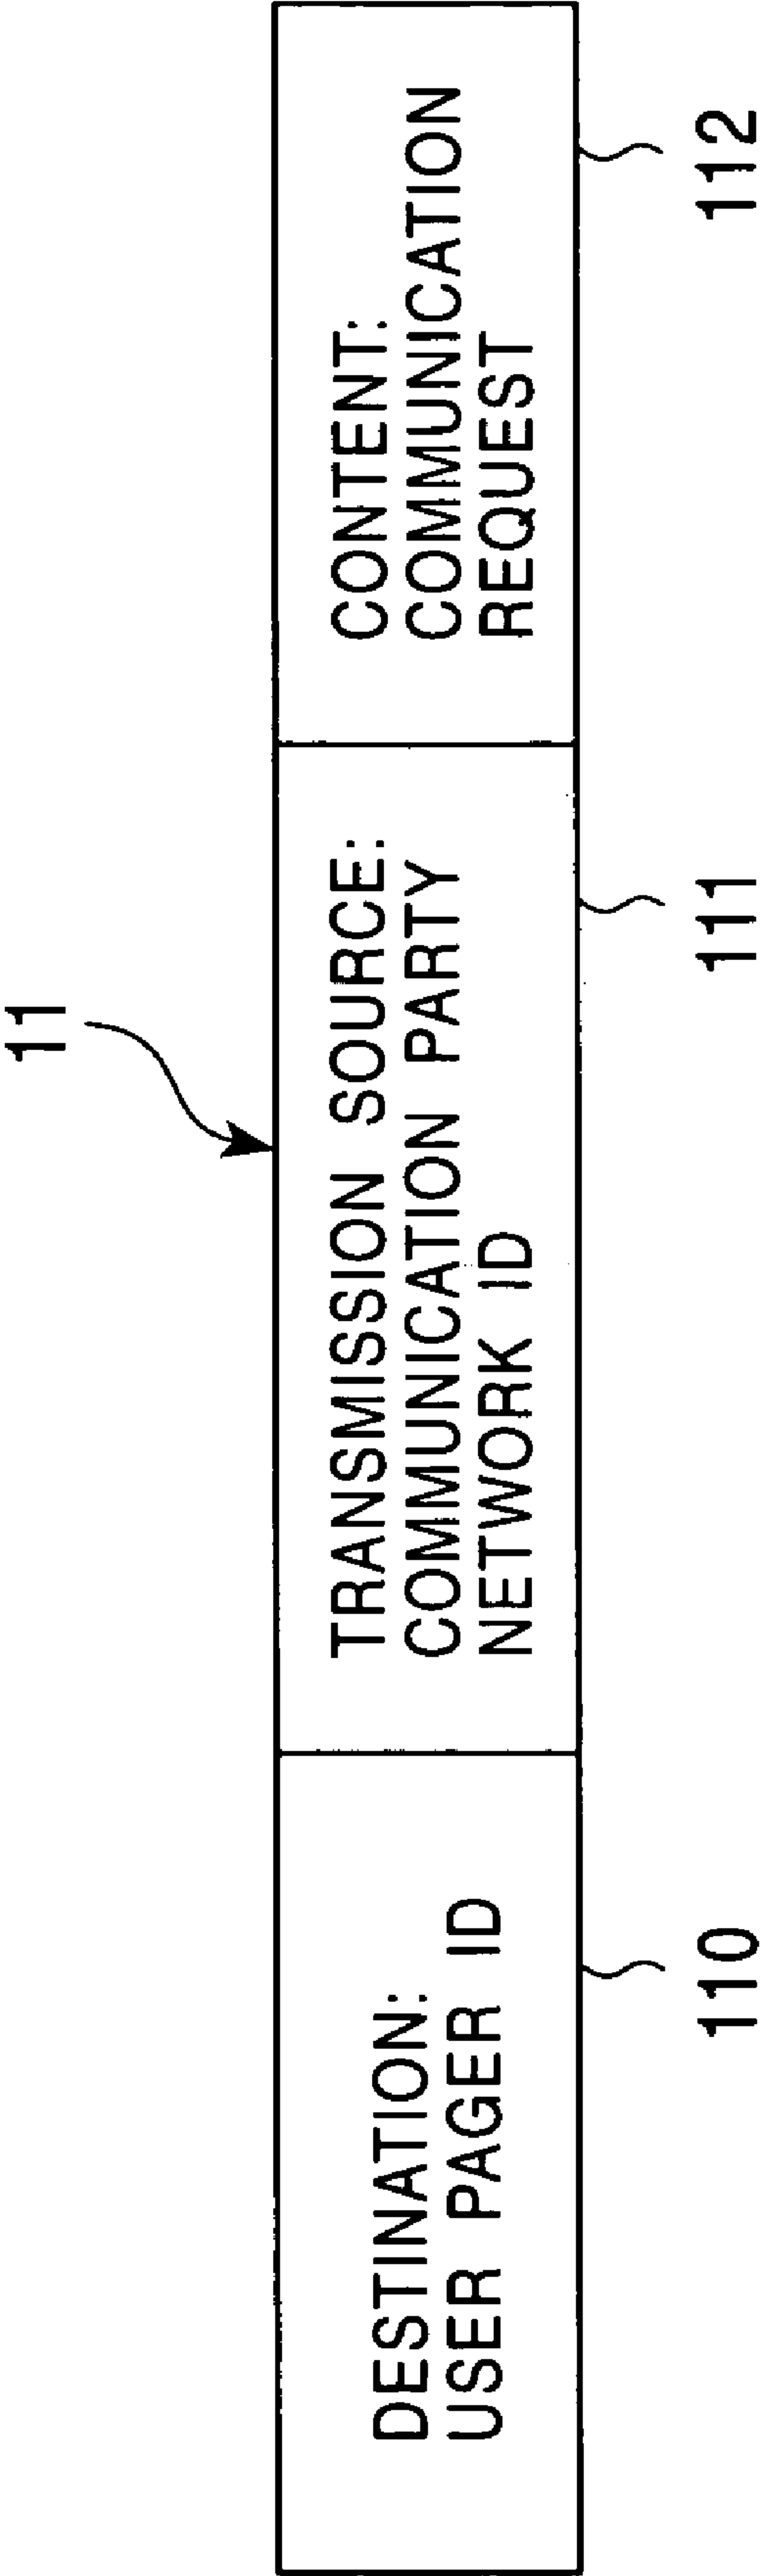 11
DESTINATION:
USER PAGER ID
TRANSMISSION SOURCE:
COMMUNICATION PARTY
NETWORK ID
CONTENT:
COMMUNICATION
REQUEST
110
111
112